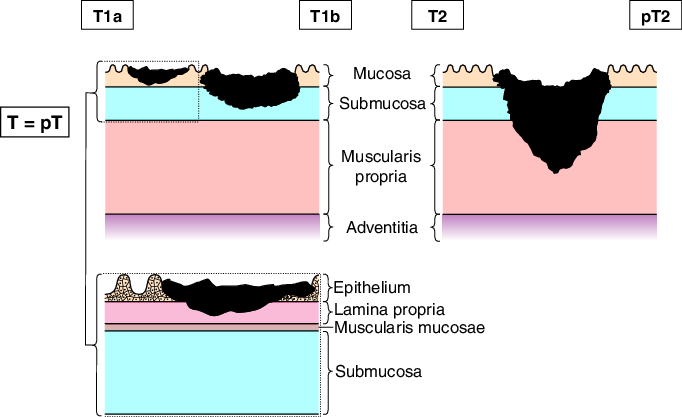 T1a
T1b
T2
pT2
T = pT
Mucosa
Submucosa
Muscularis
propria
Adventitia
Epithelium
Lamina propria
Muscularis mucosae
Submucosa